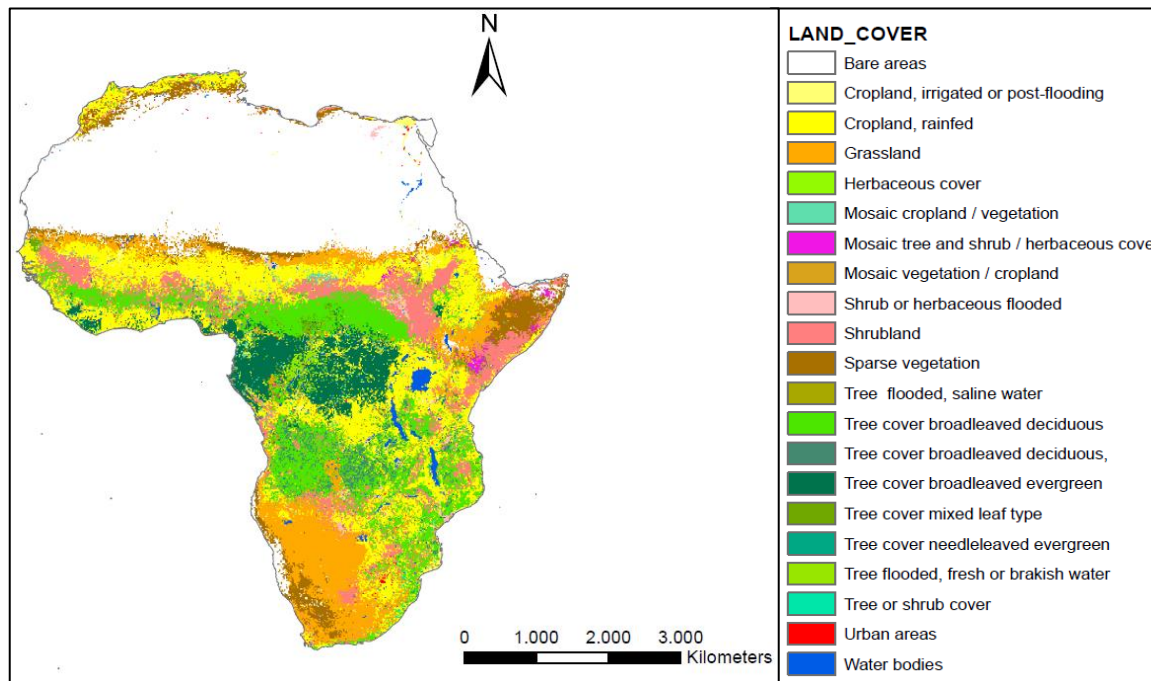 N
0 1.000 2.000 3.000
Kilometers
LAND_COVER
Bare areas
Cropland, irrigated or post-flooding
Cropland, rainfed
Grassland
Herbaceous cover
Mosaic cropland / vegetation
Mosaic tree and shrub / herbaceous cove
Mosaic vegetation / cropland
Shrub or herbaceous flooded
Shrubland
Sparse vegetation
Tree flooded, saline water
Tree cover broadleaved deciduous
Tree cover broadleaved deciduous,
Tree cover broadleaved evergreen
Tree cover mixed leaf type
Tree cover needleleaved evergreen
Tree flooded, fresh or brakish water
Tree or shrub cover
Urban areas
Water bodies